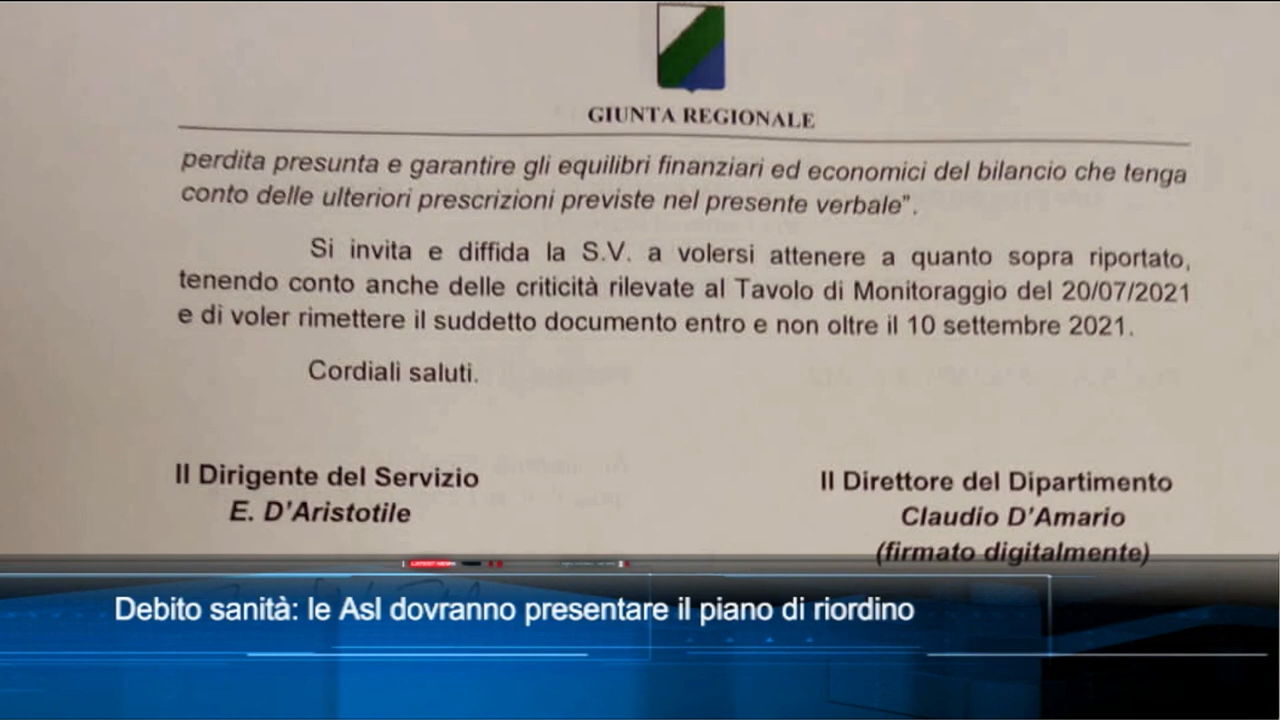 GIUNTA REGIONALE
perdita presunta e garantire gli equilibri finanziari ed economici del bilancio che tenga
conto delle ulteriori prescrizioni previste nel presente verbale”.
Si invita e diffida la S.V. a volersi attenere a quanto sopra riportato,
tenendo conto anche delle criticità rilevate al Tavolo di Monitoraggio del 20/07/2021
e di voler rimettere il suddetto documento entro e non oltre il 10 settembre 2021.
Cordiali saluti.
Il Dirigente del Servizio
E. D’Aristotile
Il Direttore del Dipartimento
Claudio D’Amario
(firmato digitalmente)
LATEST NEWS
Debito sanità: le Asl dovranno presentare il piano di riordino